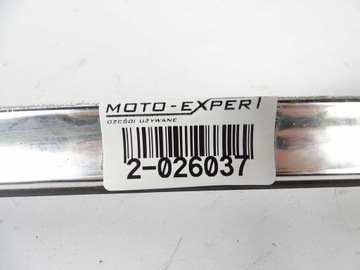 MOTO-EXPERT
CZĘŚCI UŻYWANE
2-026037